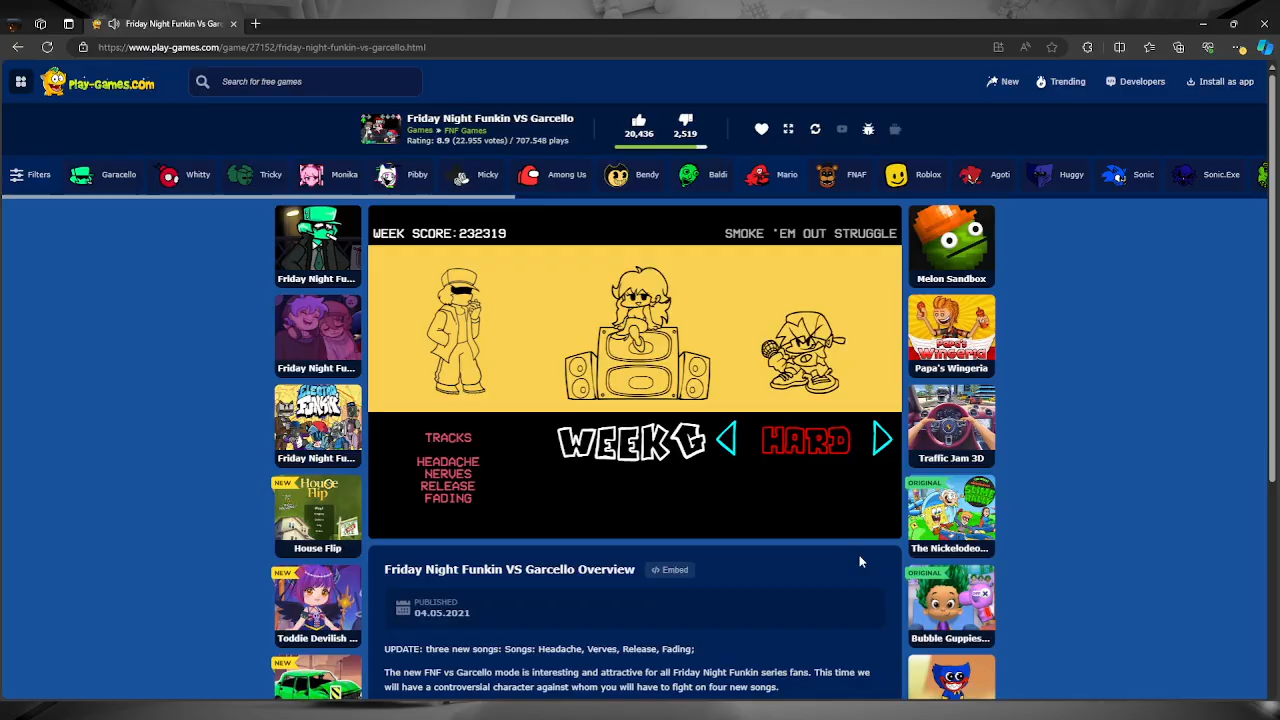 Friday Night Funkin Vs Gar
https://www.play-games.com/game/27152/friday-night-funkin-vs-garcello.html
PLAY-GAMES.COM
Search for free games
New
Trending
Developers
Install as app
Friday Night Funkin VS Garcello
Games » FNF Games
Rating: 8.9 (22.955 votes) / 707.548 plays
20,436
2,519
Filters
Garacello
Whitty
Tricky
Monika
Pibby
Micky
Among Us
Bendy
Baldi
Mario
FNAF
Roblox
Agoti
Huggy
Sonic
Sonic.Exe
Friday Night Fu...
Friday Night Fu...
Friday Night Fu...
NEW
House Flip
NEW
Toddie Devilish ...
NEW
WEEK SCORE:232319
SMOKE 'EM OUT STRUGGLE
TRACKS
HEADACHE
NERVES
RELEASE
FADING
WEEK G
HARD
Friday Night Funkin VS Garcello Overview
</> Embed
PUBLISHED
04.05.2021
UPDATE: three new songs: Songs: Headache, Verves, Release, Fading;
The new FNF vs Garcello mode is interesting and attractive for all Friday Night Funkin series fans. This time we
will have a controversial character against whom you will have to fight on four new songs.
Melon Sandbox
Papa's Wingeria
Papa's Wingeria
Traffic Jam 3D
ORIGINAL
The Nickelodeo...
ORIGINAL
Bubble Guppies...